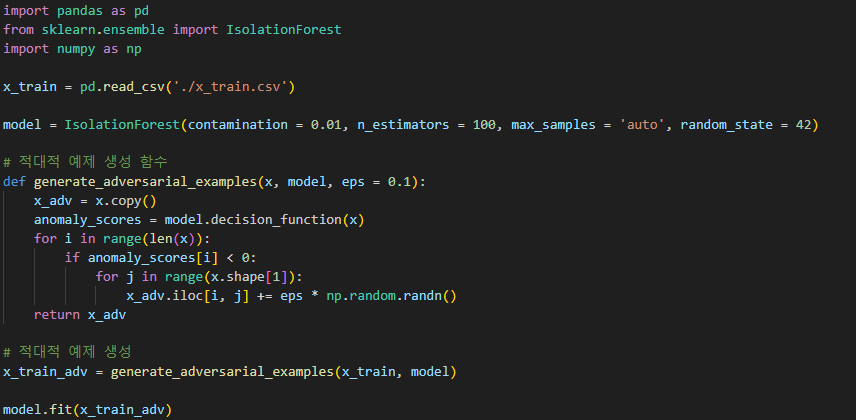 import pandas as pd
from sklearn.ensemble import IsolationForest
import numpy as np

x_train = pd.read_csv('./x_train.csv')

model = IsolationForest(contamination = 0.01, n_estimators = 100, max_samples = 'auto', random_state = 42)

# 적대적 예제 생성 함수
def generate_adversarial_examples(x, model, eps = 0.1):
    x_adv = x.copy()
    anomaly_scores = model.decision_function(x)
    for i in range(len(x)):
        if anomaly_scores[i] < 0:
            for j in range(x.shape[1]):
                x_adv.iloc[i, j] += eps * np.random.randn()
    return x_adv

# 적대적 예제 생성
x_train_adv = generate_adversarial_examples(x_train, model)

model.fit(x_train_adv)